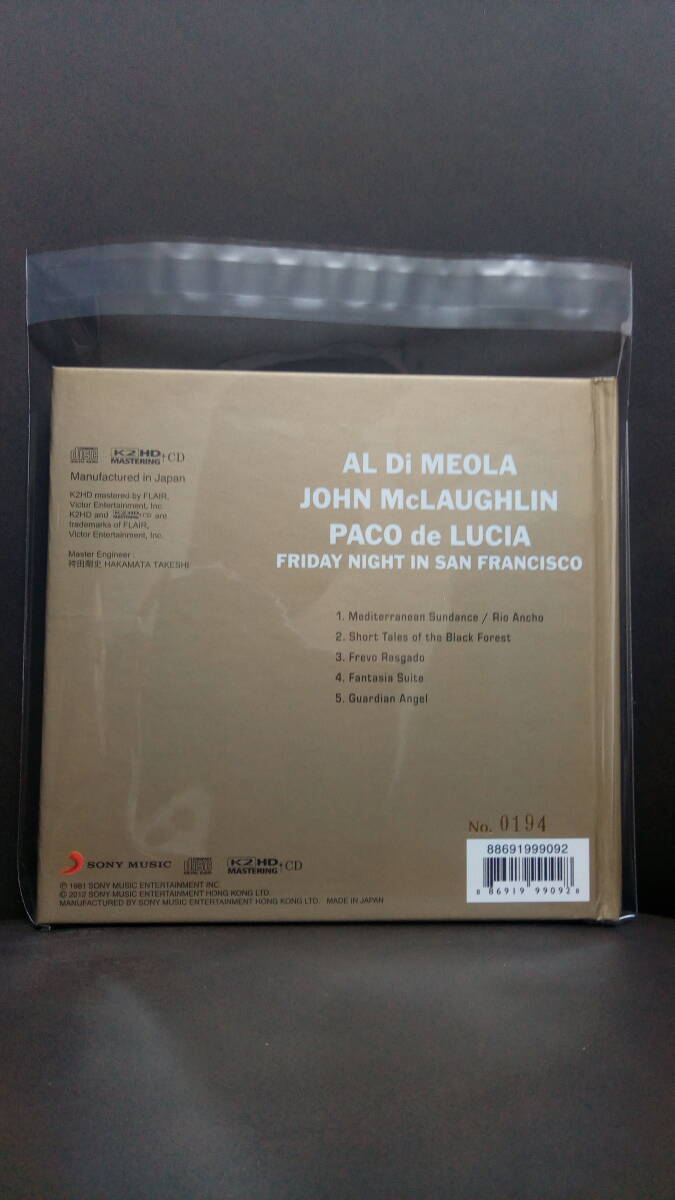 K2HD MASTERING +CD
Manufactured in Japan
K2HD mastered by FLAIR,
Victor Entertainment, Inc.
K2HD and K2HD MASTERING +CD are
trademarks of FLAIR,
Victor Entertainment, Inc.
Master Engineer :
袴田剛史 HAKAMATA TAKESHI
AL Di MEOLA
JOHN McLAUGHLIN
PACO de LUCIA
FRIDAY NIGHT IN SAN FRANCISCO
1. Mediterranean Sundance / Rio Ancho
2. Short Tales of the Black Forest
3. Frevo Rasgado
4. Fantasia Suite
5. Guardian Angel
No. 0194
88691999092
8 86919 99092 8
SONY MUSIC
K2HD MASTERING +CD
℗ 1981 SONY MUSIC ENTERTAINMENT INC.
© 2012 SONY MUSIC ENTERTAINMENT HONG KONG LTD.
MANUFACTURED BY SONY MUSIC ENTERTAINMENT HONG KONG LTD. MADE IN JAPAN